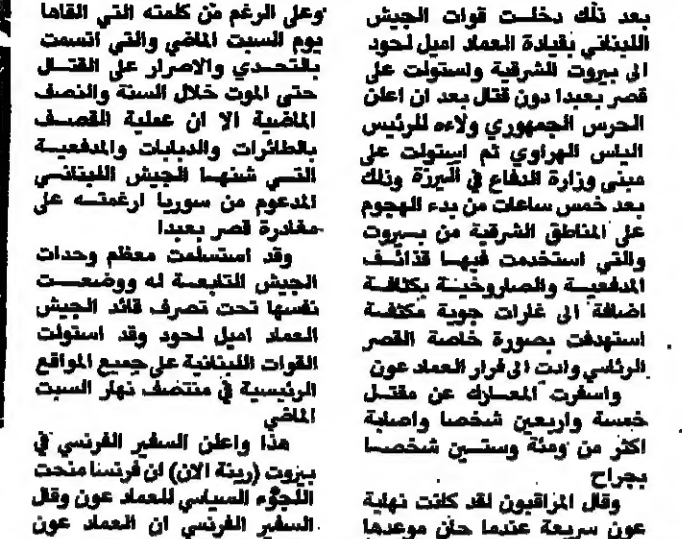 بعد ذلك دخلت قوات الجيش
اللبناني بقيادة العماد اميل لحود
الى بيروت الشرقية واستولت على
قصر بعبدا دون قتال بعد ان اعلن
الحرس الجمهوري ولاءه للرئيس
الياس الهراوي ثم استولت على
مبنى وزارة الدفاع في اليرزة وذلك
بعد خمس ساعات من بدء الهجوم
على المناطق الشرقية من بيروت
والتي استخدمت فيها قذائف
المدفعية والصاروخية بكثافة
اضافة الى غارات جوية مكثفة
استهدفت بصورة خاصة القصر
الرئاسي وادت الى فرار العماد عون
واسفرت المعارك عن مقتل
خمسة واربعين شخصا واصابة
اكثر من ومئة وستين شخصا
بجراح
وقال المراقبون لقد كانت نهاية
عون سريعة عندما حان موعدها
وعلى الرغم من كلمته التي القاها
يوم السبت الماضي والتي اتسمت
بالتحدي والاصرار على القتال
حتى الموت خلال السنة والنصف
الماضية الا ان عملية القصف
بالطائرات والدبابات والمدفعية
التي شنها الجيش اللبناني
المدعوم من سوريا ارغمته على
مغادرة قصر بعبدا
وقد استسلمت معظم وحدات
الجيش التابعة له ووضعت
نفسها تحت تصرف قائد الجيش
العماد اميل لحود وقد استولت
القوات اللبنانية على جميع المواقع
الرئيسية في منتصف نهار السبت
الماضي
هذا واعلن السفير الفرنسي في
بيروت (رينة الان) ان فرنسا منحت
اللجوء السياسي للعماد عون وقال
السفير الفرنسي ان العماد عون